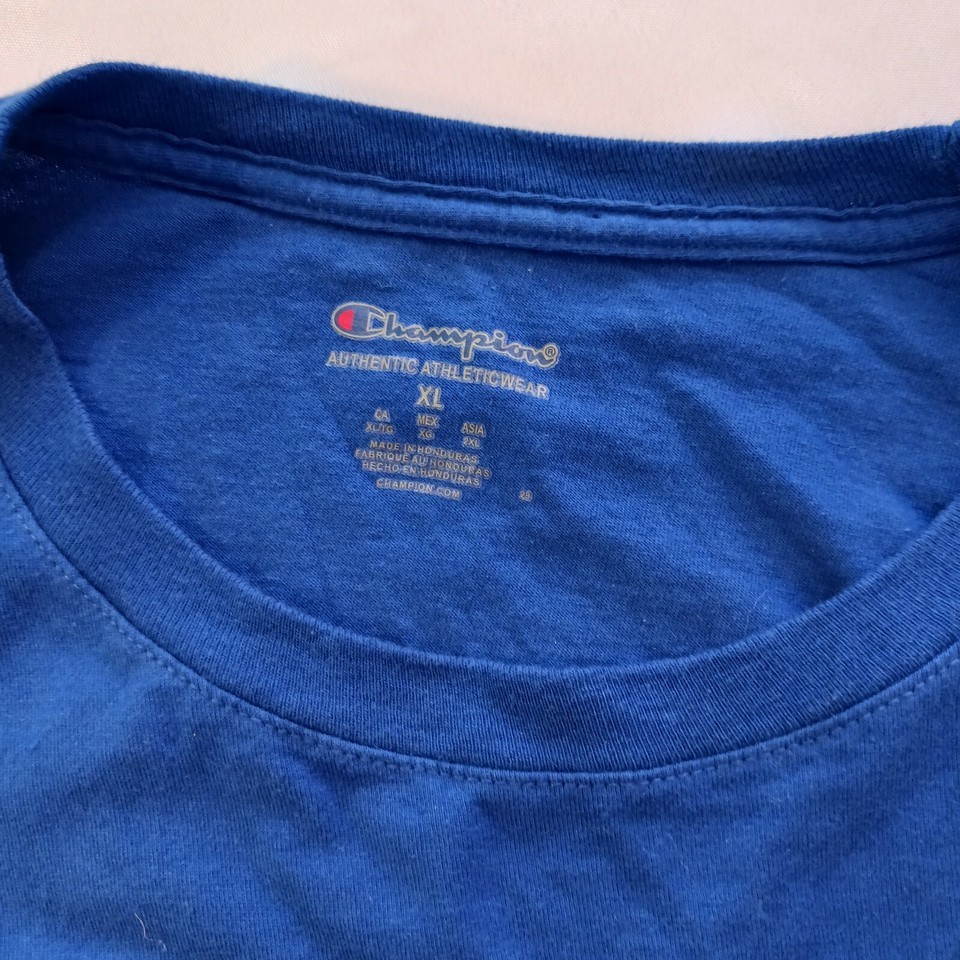 Champion®
AUTHENTIC ATHLETICWEAR
XL
CA MEX ASIA
XL/TG XG 2XL
MADE IN HONDURAS
FABRIQUÉ AU HONDURAS
HECHO EN HONDURAS
CHAMPION.COM